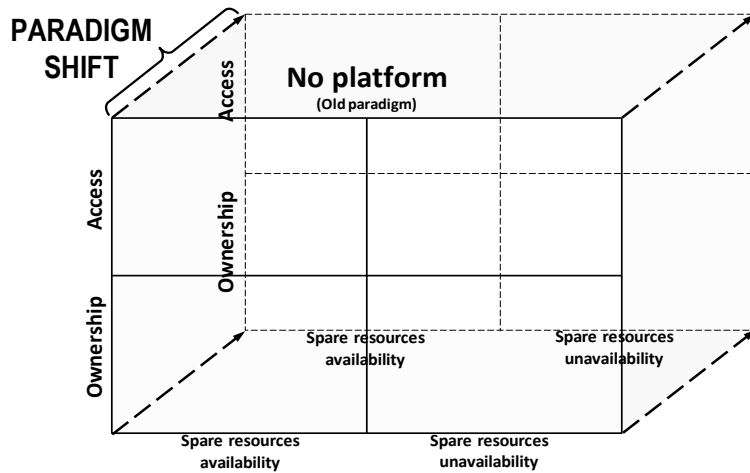 PARADIGM
SHIFT
No platform
(Old paradigm)
Access
Ownership
Access
Ownership
Spare resources
availability
Spare resources
unavailability
Spare resources
availability
Spare resources
unavailability